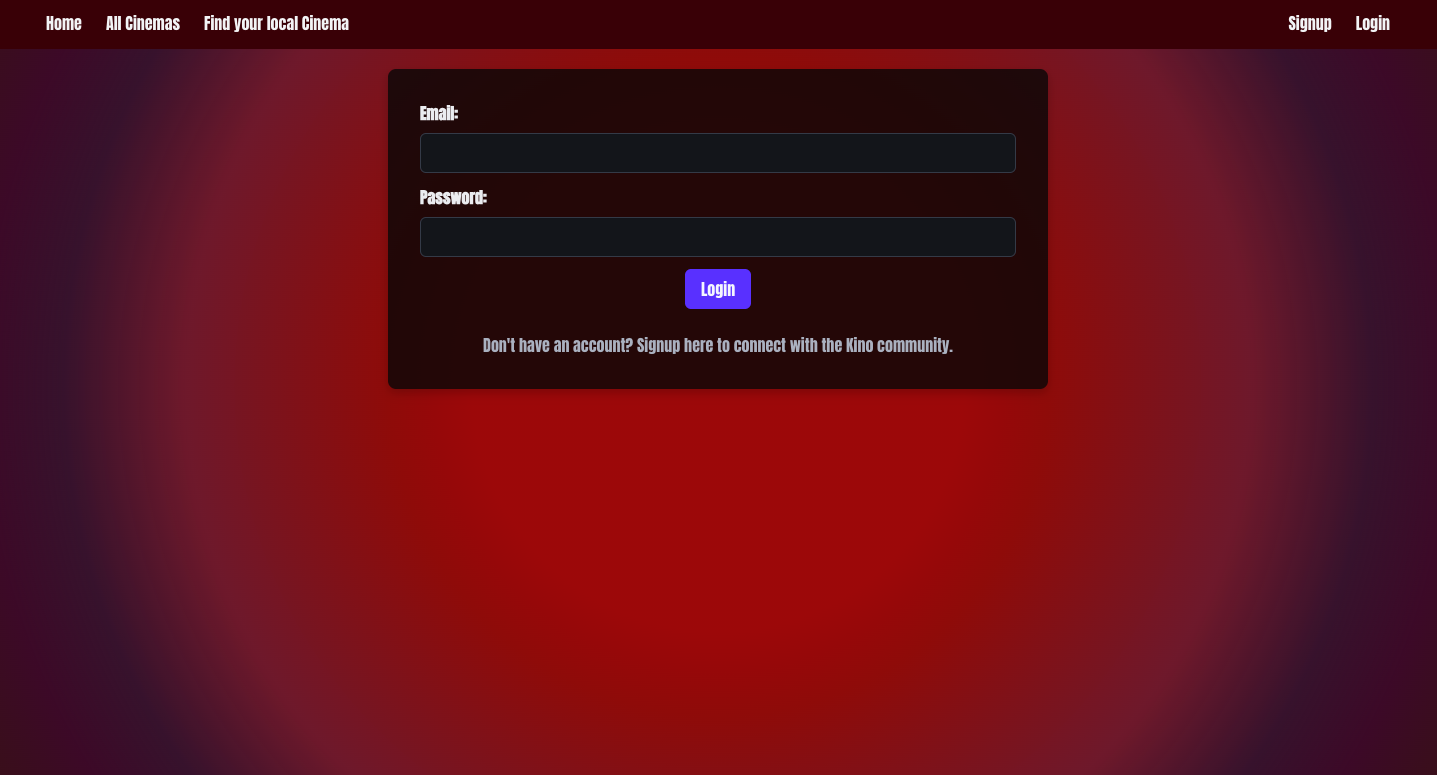 Home All Cinemas Find your local Cinema Signup Login
Email:
Password:
Login
Don't have an account? Signup here to connect with the Kino community.